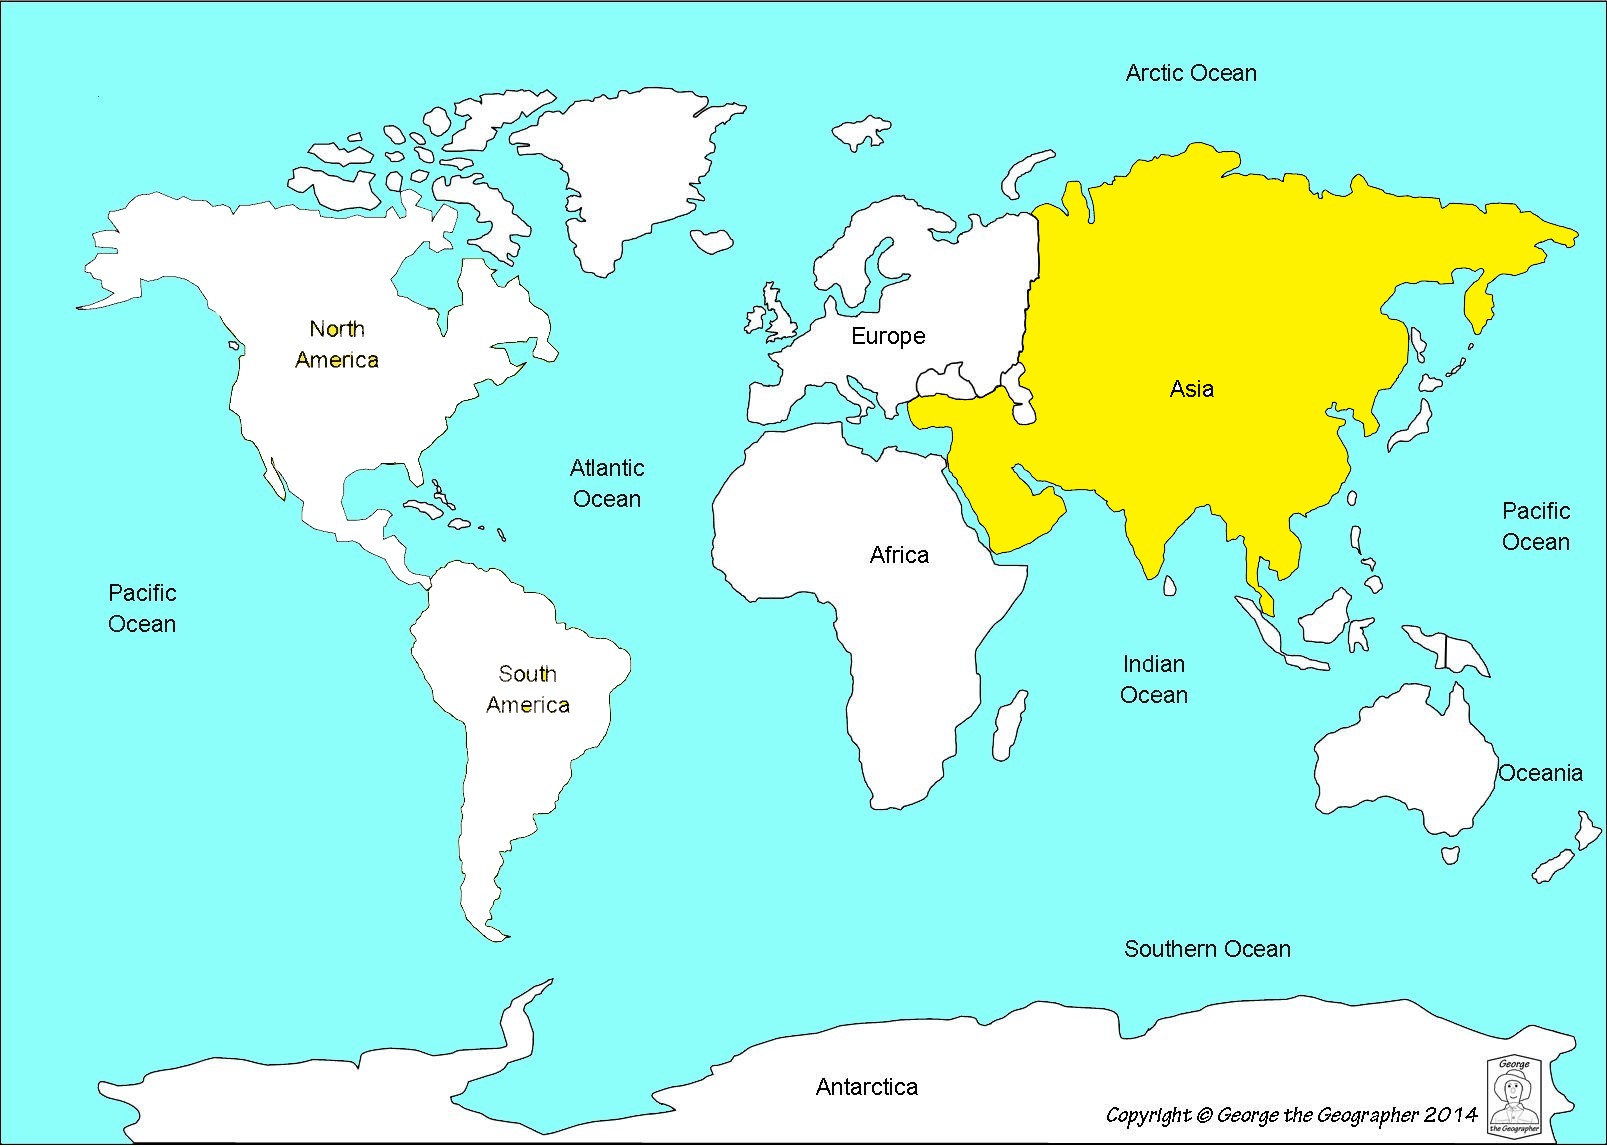 Arctic Ocean
North
America
Europe
Asia
Atlantic
Ocean
Pacific
Ocean
Africa
Pacific
Ocean
Indian
Ocean
South
America
Oceania
Southern Ocean
Antarctica
Copyright © George the Geographer 2014
George
the Geographer